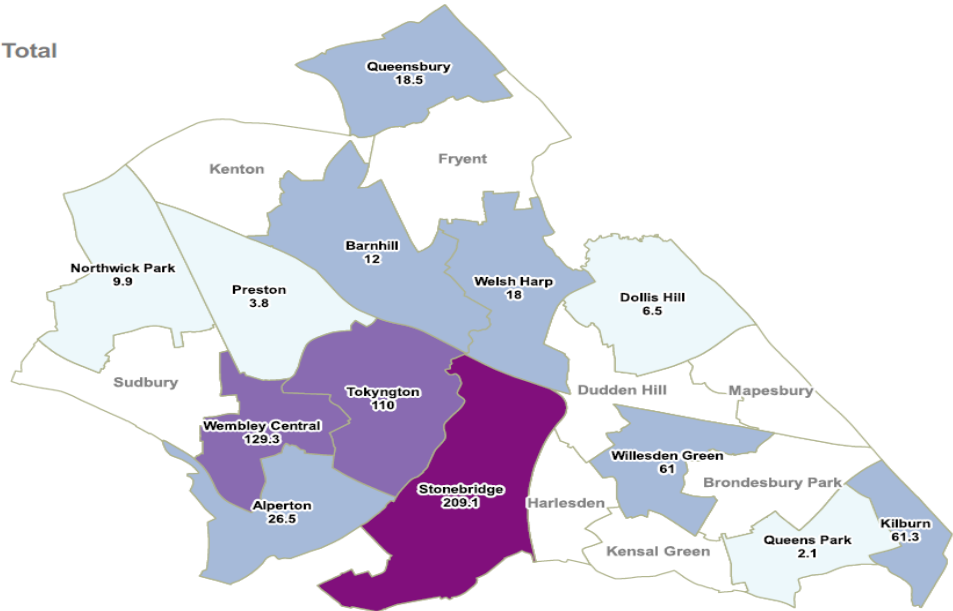 Total
Queensbury
18.5
Kenton
Fryent
Barnhill
12
Northwick Park
9.9
Preston
3.8
Welsh Harp
18
Dollis Hill
6.5
Sudbury
Tokyngton
110
Dudden Hill
Mapesbury
Wembley Central
129.3
Willesden Green
61
Stonebridge
209.1
Brondesbury Park
Alperton
26.5
Harlesden
Kilburn
61.3
Queens Park
2.1
Kensal Green